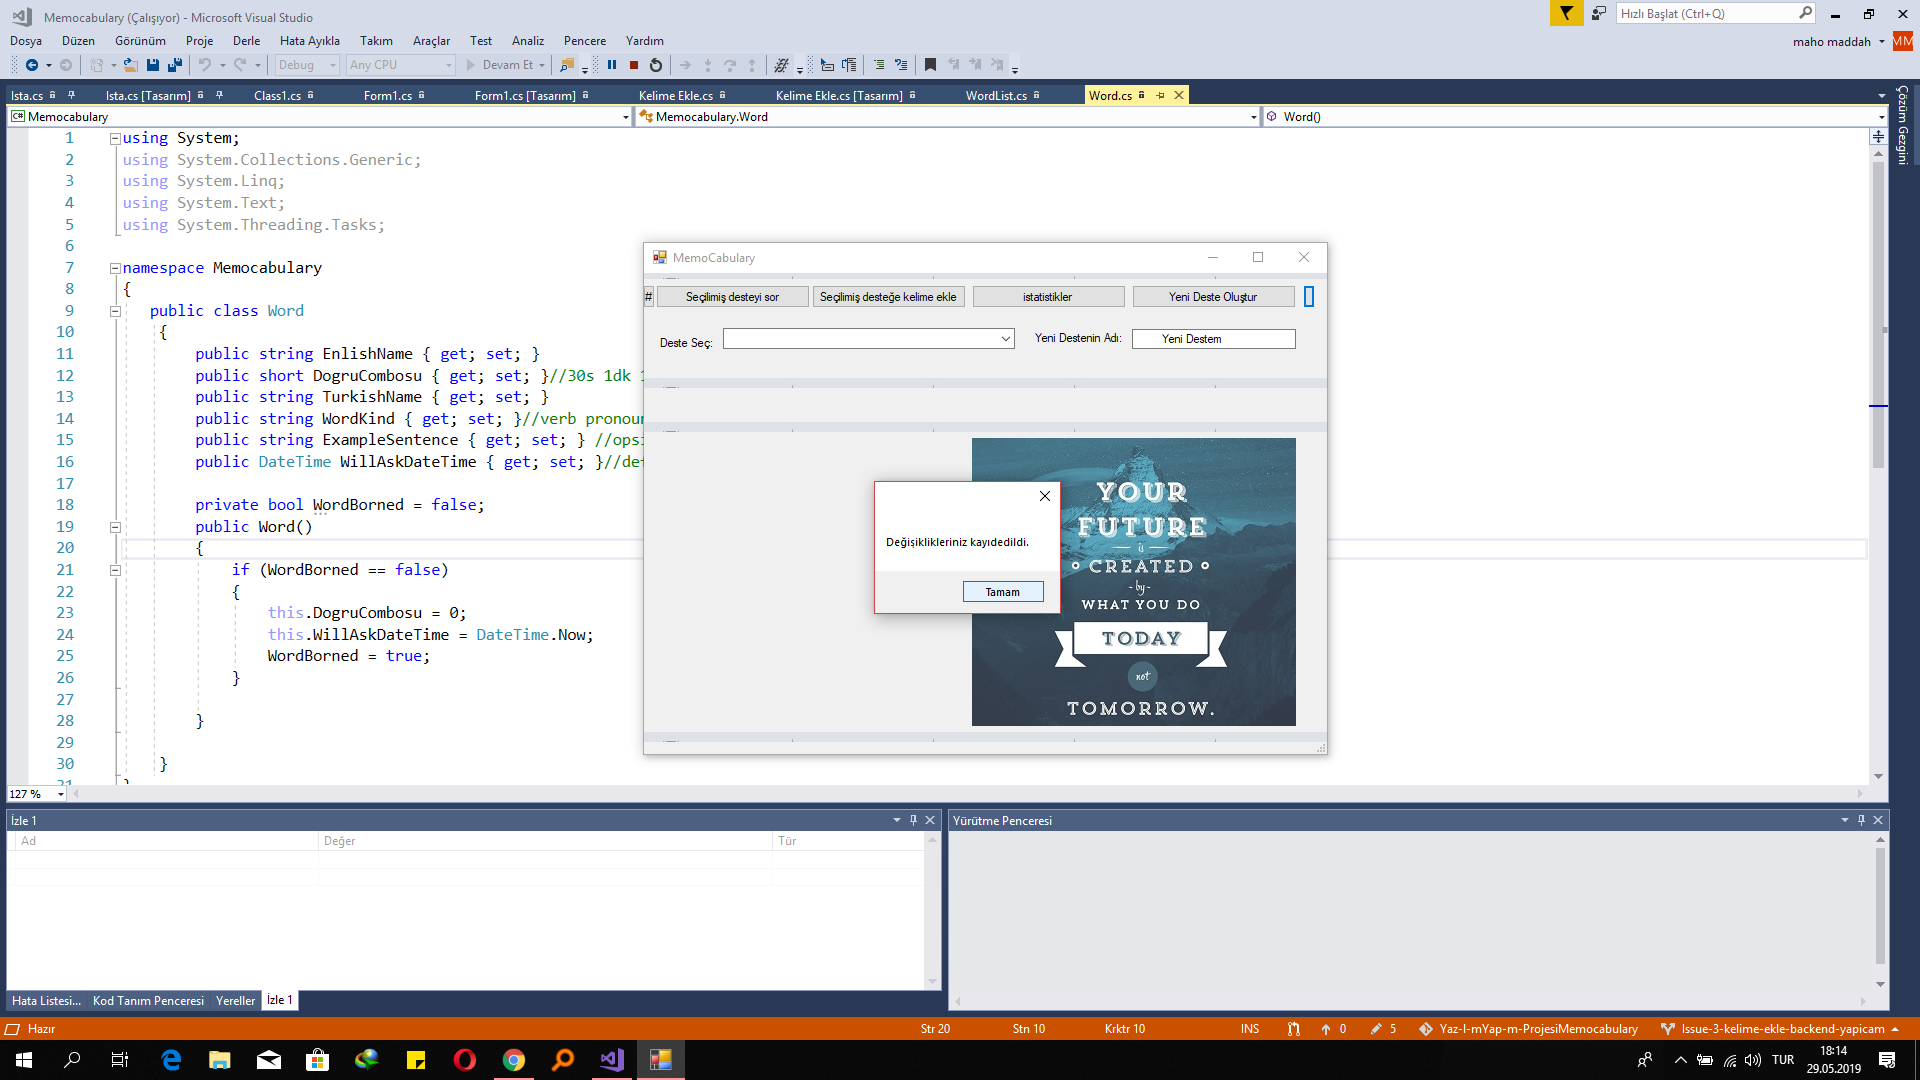 Memocabulary (Çalışıyor) - Microsoft Visual Studio
Hızlı Başlat (Ctrl+Q)
Dosya Düzen Görünüm Proje Derle Hata Ayıkla Takım Araçlar Test Analiz Pencere Yardım
maho maddah MM
Debug Any CPU Devam Et
Ista.cs Ista.cs [Tasarım] Class1.cs Form1.cs Form1.cs [Tasarım] Kelime Ekle.cs Kelime Ekle.cs [Tasarım] WordList.cs Word.cs
Çözüm Gezgini
C# Memocabulary Memocabulary.Word Word()
1 using System;
2 using System.Collections.Generic;
3 using System.Linq;
4 using System.Text;
5 using System.Threading.Tasks;
6
7 namespace Memocabulary
8 {
9 public class Word
10 {
11 public string EnlishName { get; set; }
12 public short DogruCombosu { get; set; }//30s 1dk
13 public string TurkishName { get; set; }
14 public string WordKind { get; set; }//verb pronoun
15 public string ExampleSentence { get; set; } //ops
16 public DateTime WillAskDateTime { get; set; }//de
17
18 private bool WordBorned = false;
19 public Word()
20 {
21 if (WordBorned == false)
22 {
23 this.DogruCombosu = 0;
24 this.WillAskDateTime = DateTime.Now;
25 WordBorned = true;
26 }
27
28 }
29
30 }
31 }
127 %
MemoCabulary
# Seçilimiş desteyi sor Seçilimiş desteğe kelime ekle istatistikler Yeni Deste Oluştur
Deste Seç: Yeni Destenin Adı: Yeni Destem
Değişiklikleriniz kayıdedildi.
Tamam
YOUR
FUTURE
is
CREATED
- by -
WHAT YOU DO
TODAY
not
TOMORROW.
İzle 1
Ad Değer Tür
Yürütme Penceresi
Hata Listesi... Kod Tanım Penceresi Yereller İzle 1
Hazır Str 20 Stn 10 Krktr 10 INS 0 5 Yaz-l-mYap-m-ProjesiMemocabulary Issue-3-kelime-ekle-backend-yapicam
TUR
18:14
29.05.2019